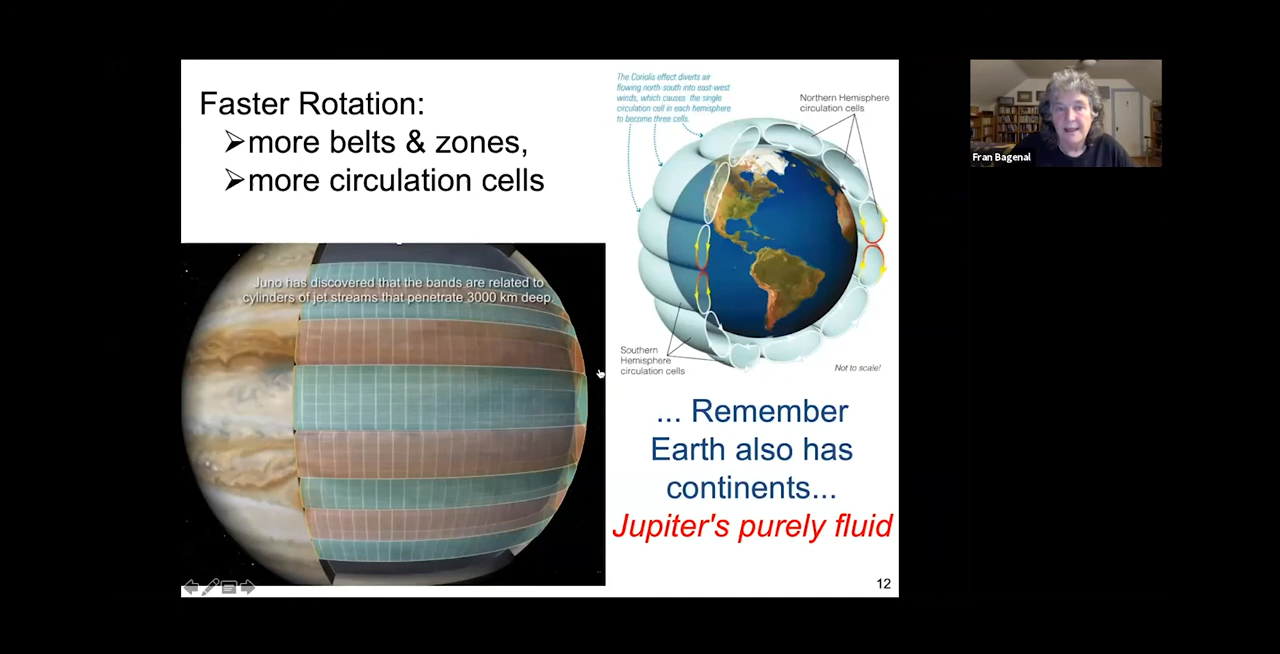 Faster Rotation:
➢more belts & zones,
➢more circulation cells
The Coriolis effect diverts air
flowing north-south into east-west
winds, which causes the single
circulation cell in each hemisphere
to become three cells.
Northern Hemisphere
circulation cells
Juno has discovered that the bands are related to
cylinders of jet streams that penetrate 3000 km deep.
Southern
Hemisphere
circulation cells
Not to scale!
... Remember
Earth also has
continents...
Jupiter's purely fluid
12
Fran Bagenal